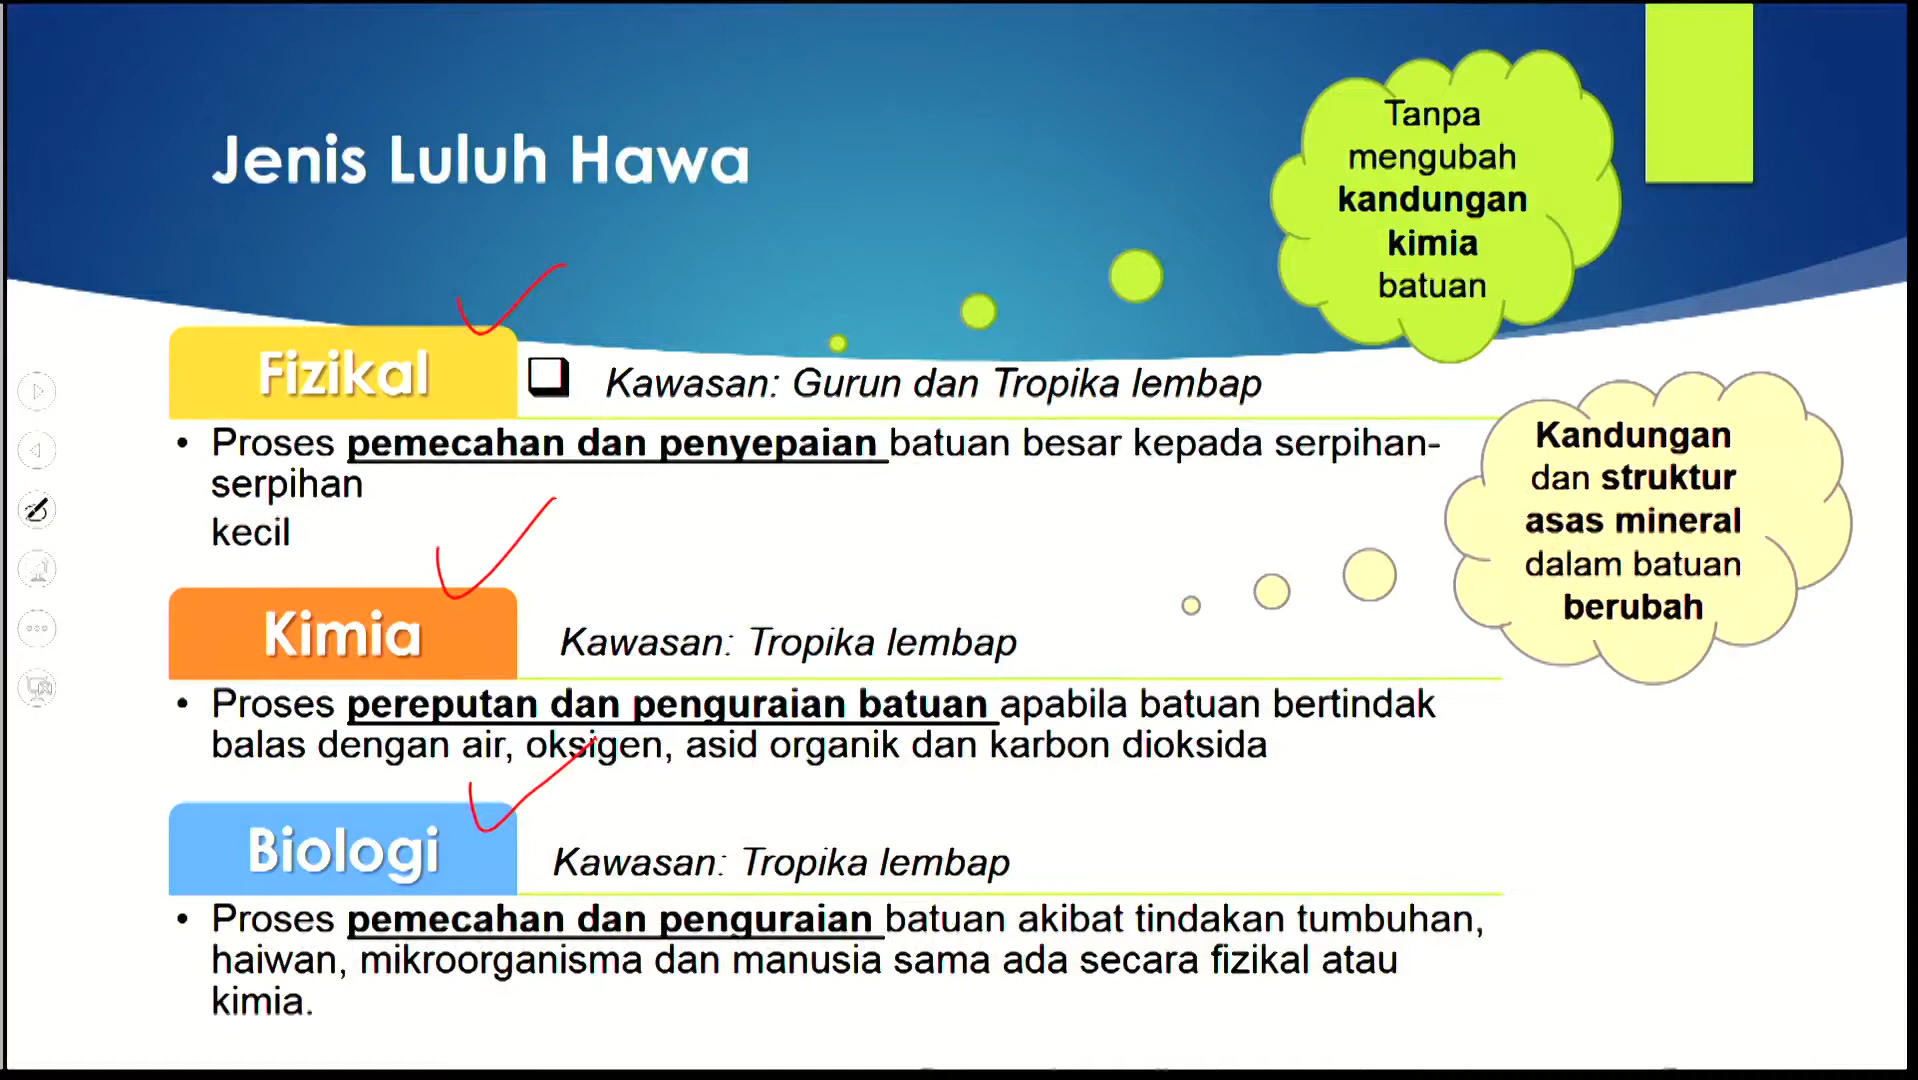 Jenis Luluh Hawa
Tanpa
mengubah
kandungan
kimia
batuan
Fizikal
Kawasan: Gurun dan Tropika lembap
• Proses pemecahan dan penyepaian batuan besar kepada serpihan-
serpihan
kecil
Kandungan
dan struktur
asas mineral
dalam batuan
berubah
Kimia
Kawasan: Tropika lembap
• Proses pereputan dan penguraian batuan apabila batuan bertindak
balas dengan air, oksigen, asid organik dan karbon dioksida
Biologi
Kawasan: Tropika lembap
• Proses pemecahan dan penguraian batuan akibat tindakan tumbuhan,
haiwan, mikroorganisma dan manusia sama ada secara fizikal atau
kimia.